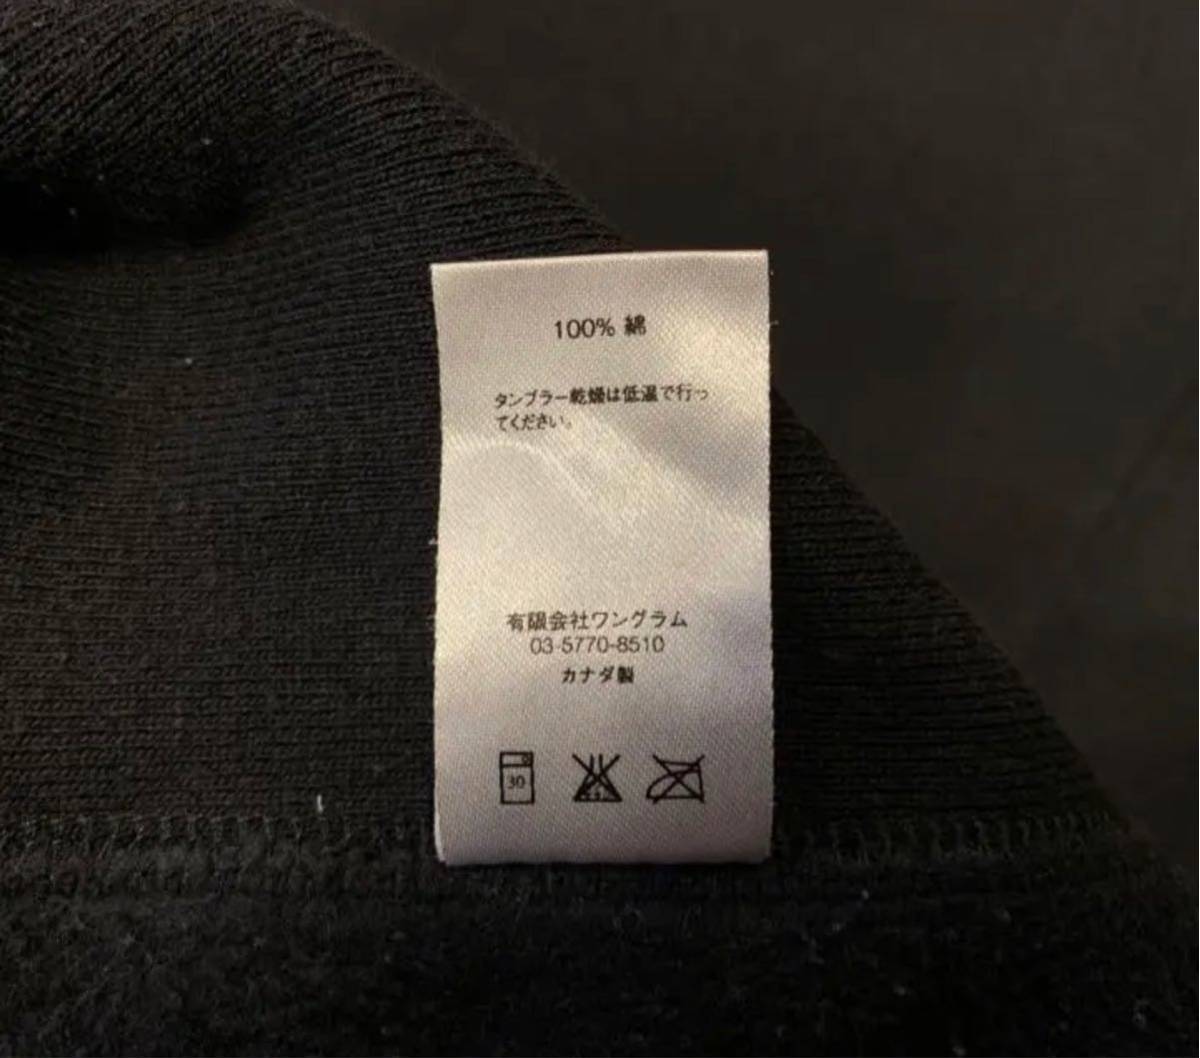 100% 綿
タンブラー乾燥は低温で行っ
てください。
有限会社ワングラム
03-5770-8510
カナダ製
30